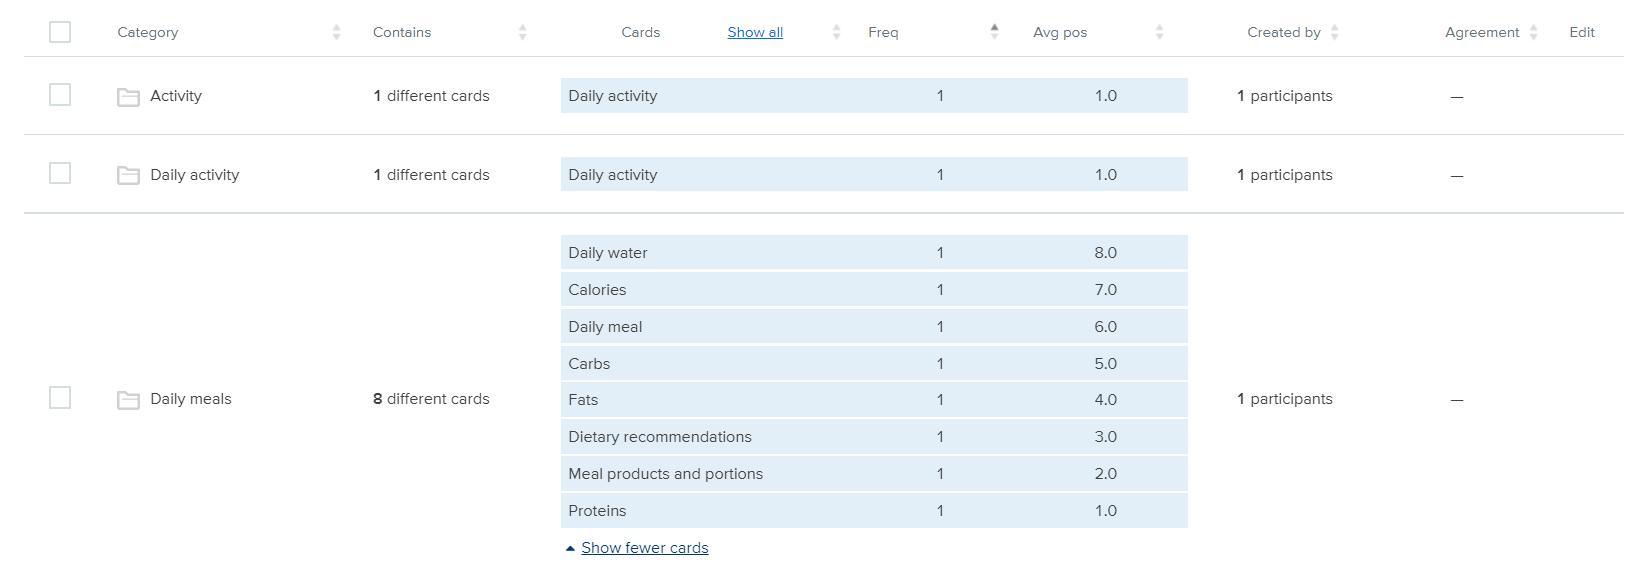 Category Contains Cards Show all Freq Avg pos Created by Agreement Edit
Activity 1 different cards Daily activity 1 1.0 1 participants —
Daily activity 1 different cards Daily activity 1 1.0 1 participants —
Daily water 1 8.0
Calories 1 7.0
Daily meal 1 6.0
Carbs 1 5.0
Daily meals 8 different cards Fats 1 4.0 1 participants —
Dietary recommendations 1 3.0
Meal products and portions 1 2.0
Proteins 1 1.0
Show fewer cards